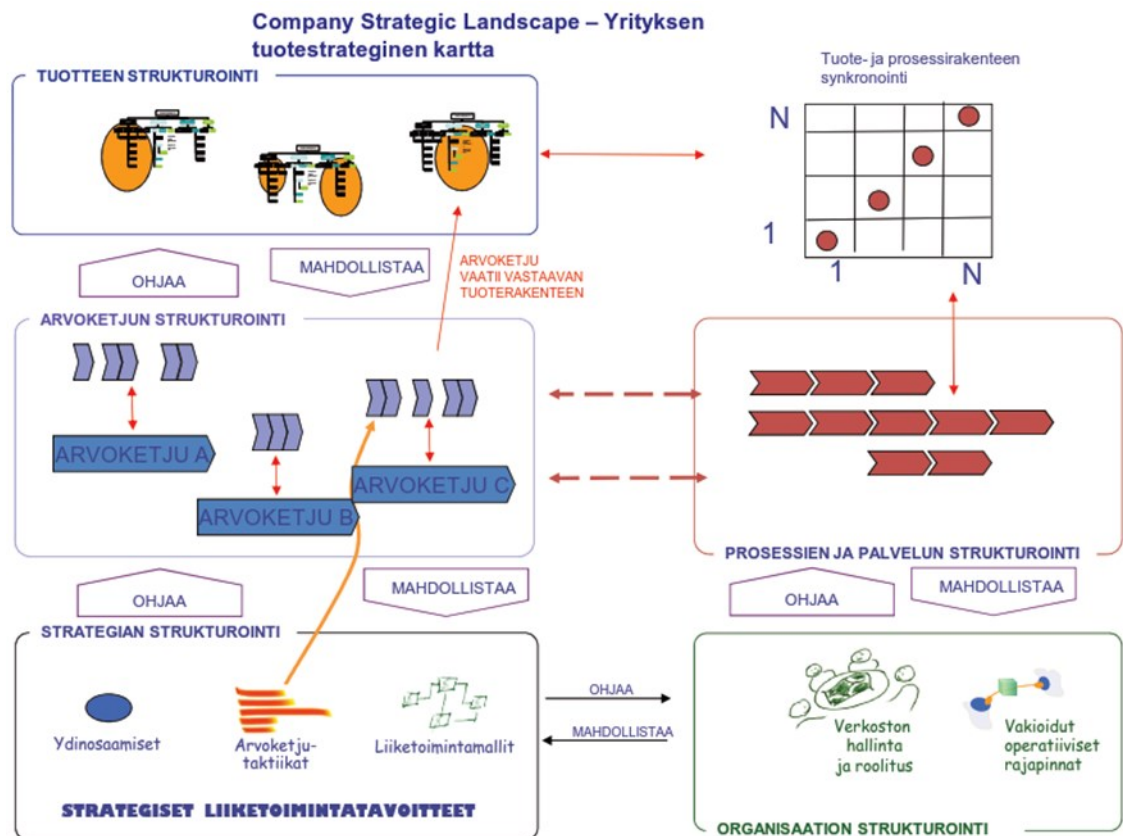 Company Strategic Landscape – Yrityksen
tuotestrateginen kartta
TUOTTEEN STRUKTUROINTI
Tuote- ja prosessirakenteen
synkronointi
N
1
1
N
OHJAA
MAHDOLLISTAA
ARVOKETJU
VAATII VASTAAVAN
TUOTERAKENTEEN
ARVOKETJUN STRUKTUROINTI
ARVOKETJU A
ARVOKETJU B
ARVOKETJU C
PROSESSIEN JA PALVELUN STRUKTUROINTI
OHJAA
MAHDOLLISTAA
OHJAA
MAHDOLLISTAA
STRATEGIAN STRUKTUROINTI
Ydinosaamiset
Arvoketju-
taktiikat
Liiketoimintamallit
STRATEGISET LIIKETOIMINTATAVOITTEET
OHJAA
MAHDOLLISTAA
Verkoston
hallinta
ja roolitus
Vakioidut
operatiiviset
rajapinnat
ORGANISAATION STRUKTUROINTI